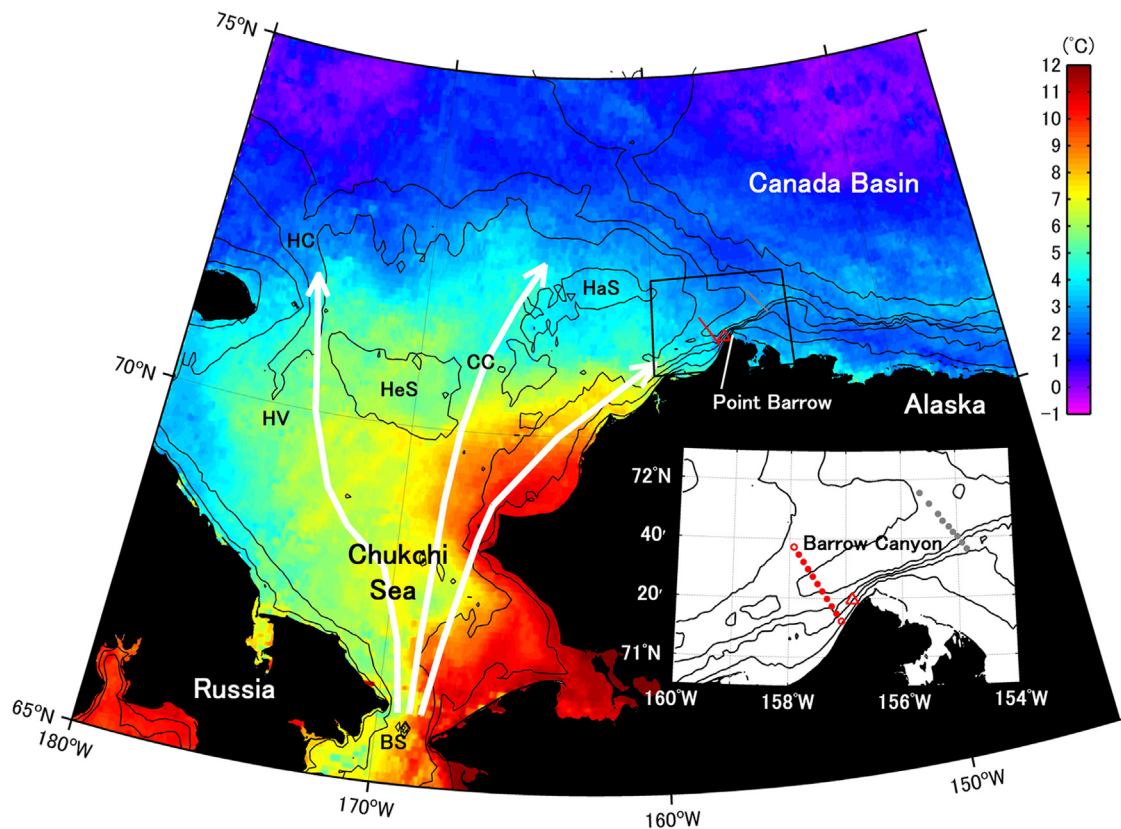 75°N
(°C)
12
11
10
9
8
7
6
5
4
3
2
1
0
-1
Canada Basin
HC
HaS
70°N
CC
HeS
HV
Point Barrow
Alaska
Chukchi
Sea
72°N
40′
20′
71°N
Barrow Canyon
160°W
158°W
156°W
154°W
Russia
BS
65°N
180°W
170°W
160°W
150°W